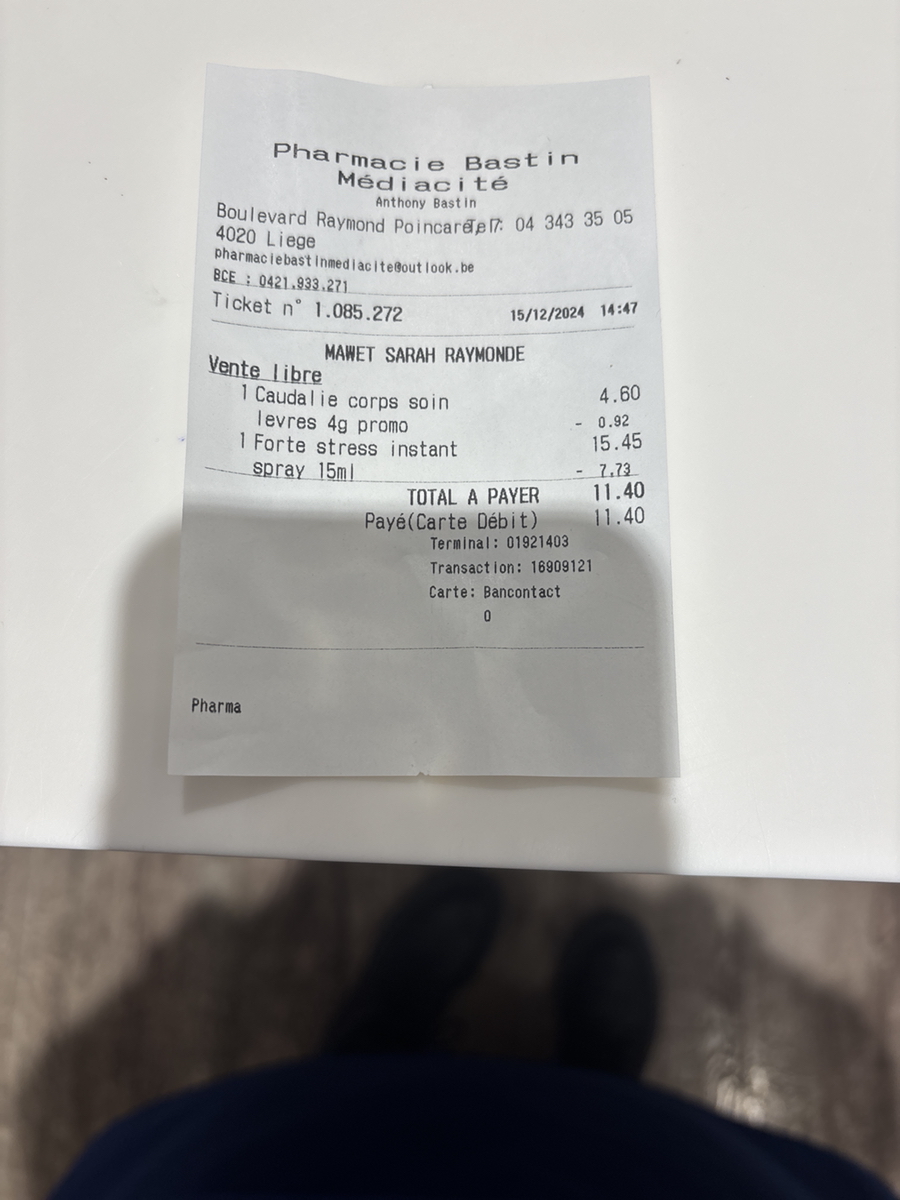 Pharmacie Bastin
Médiacité
Anthony Bastin
Boulevard Raymond Poincaré 7: 04 343 35 05
4020 Liege
pharmaciebastinmediacite@outlook.be
BCE : 0421.933.271
Ticket n° 1.085.272 15/12/2024 14:47
MAWET SARAH RAYMONDE
Vente libre
1 Caudalie corps soin 4.60
levres 4g promo - 0.92
1 Forte stress instant 15.45
spray 15ml - 7.73
TOTAL A PAYER 11.40
Payé(Carte Débit) 11.40
Terminal: 01921403
Transaction: 16909121
Carte: Bancontact
0
Pharma